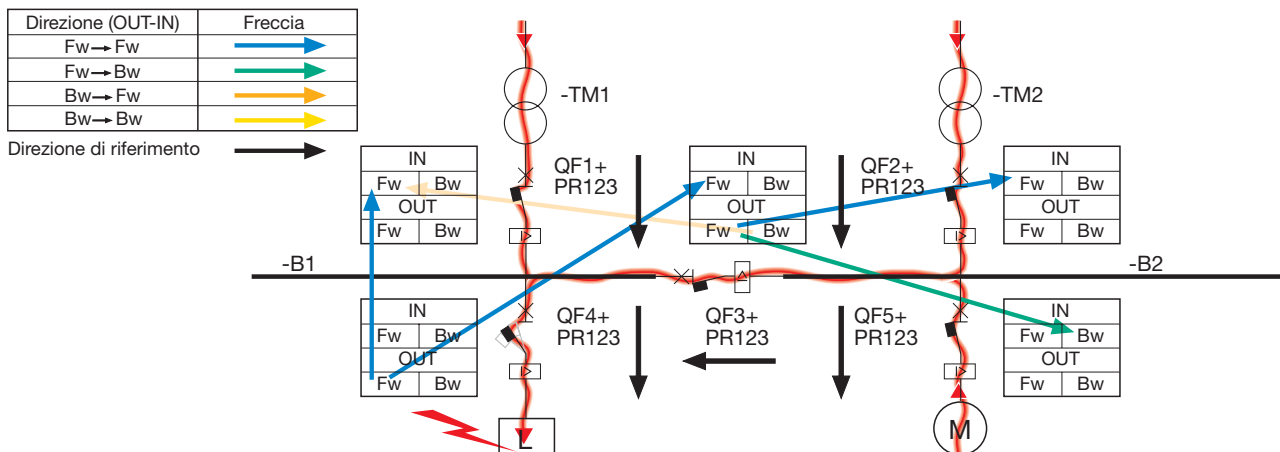 Direzione (OUT-IN) Freccia
Fw → Fw
Fw → Bw
Bw → Fw
Bw → Bw
Direzione di riferimento
-TM1
-TM2
IN
Fw Bw
OUT
Fw Bw
QF1+
PR123
IN
Fw Bw
OUT
Fw Bw
QF2+
PR123
IN
Fw Bw
OUT
Fw Bw
-B1
-B2
IN
Fw Bw
OUT
Fw Bw
QF4+
PR123
QF3+
PR123
QF5+
PR123
IN
Fw Bw
OUT
Fw Bw
L
M